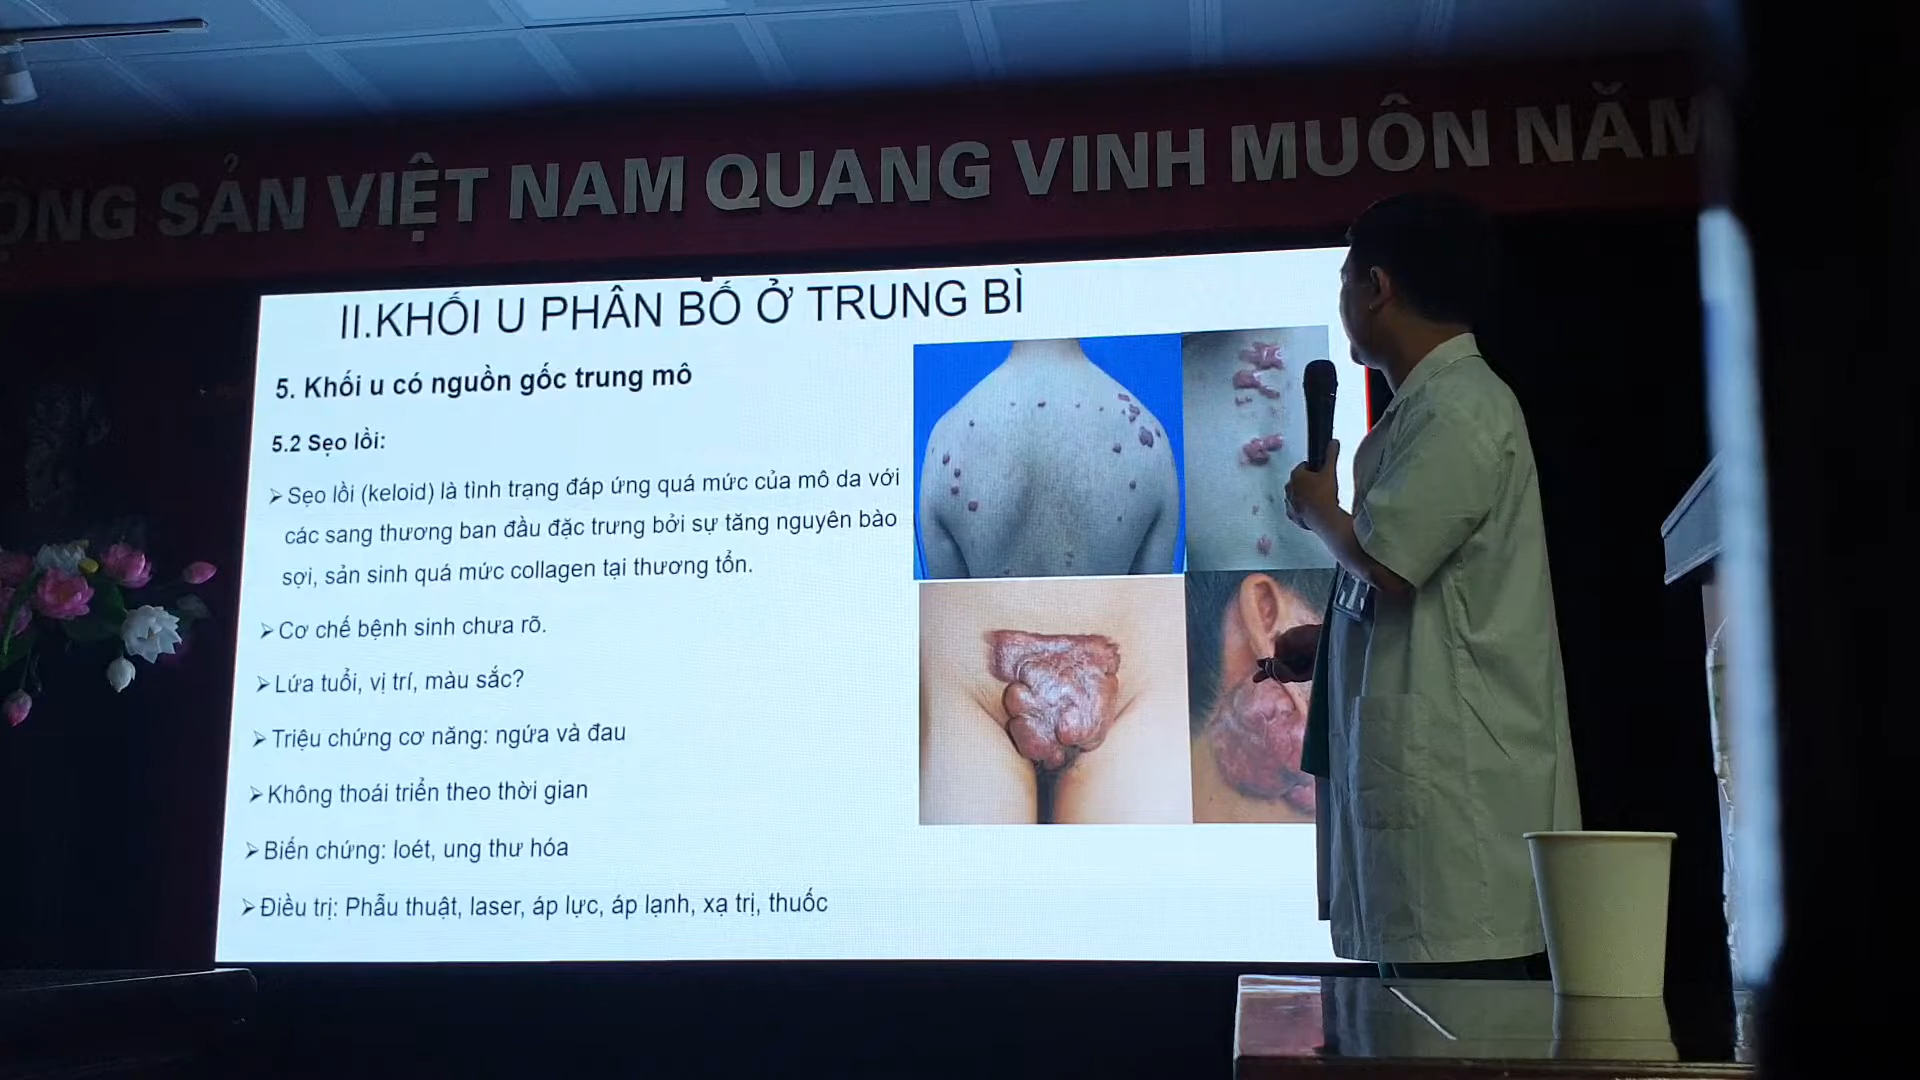 ỘNG SẢN VIỆT NAM QUANG VINH MUÔN NĂM
II.KHỐI U PHÂN BỐ Ở TRUNG BÌ
5. Khối u có nguồn gốc trung mô
5.2 Sẹo lồi:
➢ Sẹo lồi (keloid) là tình trạng đáp ứng quá mức của mô da với
các sang thương ban đầu đặc trưng bởi sự tăng nguyên bào
sợi, sản sinh quá mức collagen tại thương tổn.
➢ Cơ chế bệnh sinh chưa rõ.
➢ Lứa tuổi, vị trí, màu sắc?
➢ Triệu chứng cơ năng: ngứa và đau
➢ Không thoái triển theo thời gian
➢ Biến chứng: loét, ung thư hóa
➢ Điều trị: Phẫu thuật, laser, áp lực, áp lạnh, xạ trị, thuốc